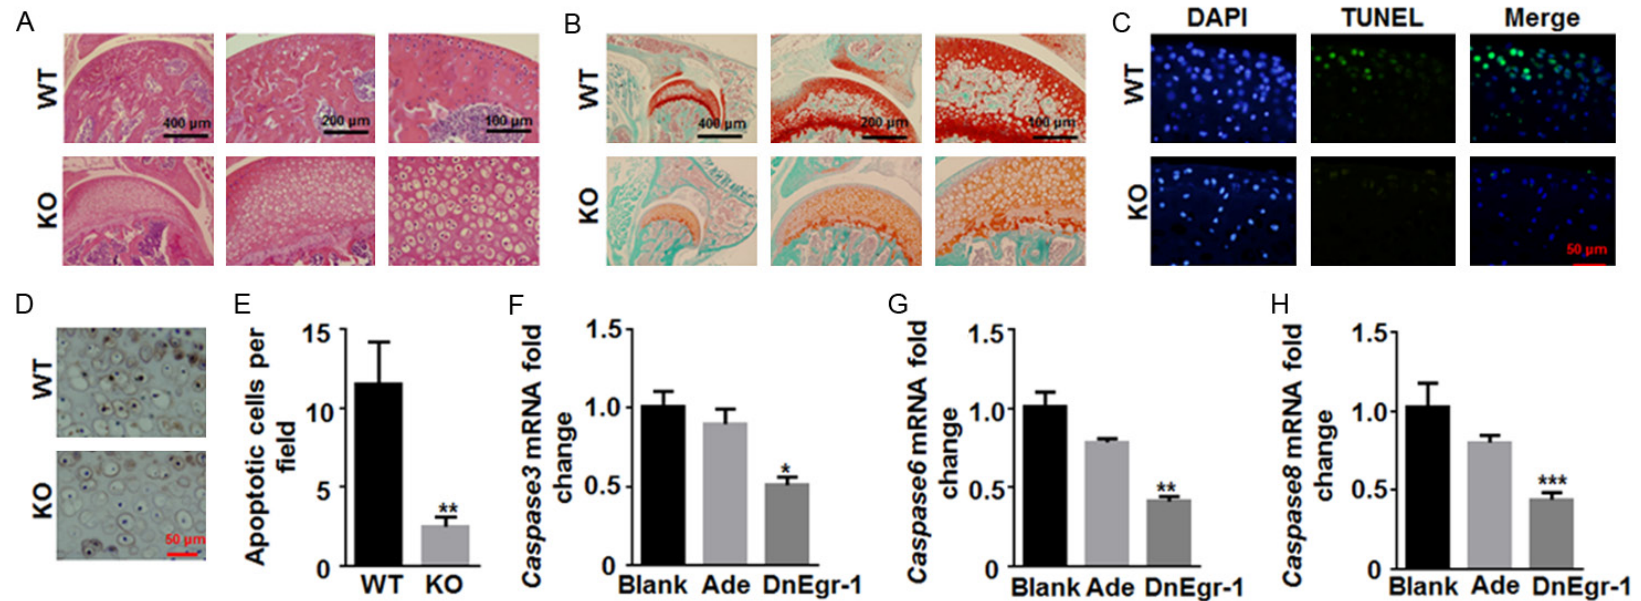 A
WT
400 µm
200 µm
100 µm
KO
B
WT
400 µm
200 µm
100 µm
KO
C
DAPI
TUNEL
Merge
WT
KO
50 µm
D
WT
KO
50 µm
E
Apoptotic cells per
field
15
10
5
0
**
WT KO
F
Caspase3 mRNA fold
change
1.5
1.0
0.5
0
*
Blank Ade DnEgr-1
G
Caspase6 mRNA fold
change
1.5
1.0
0.5
0
**
Blank Ade DnEgr-1
H
Caspase8 mRNA fold
change
1.5
1.0
0.5
0
***
Blank Ade DnEgr-1